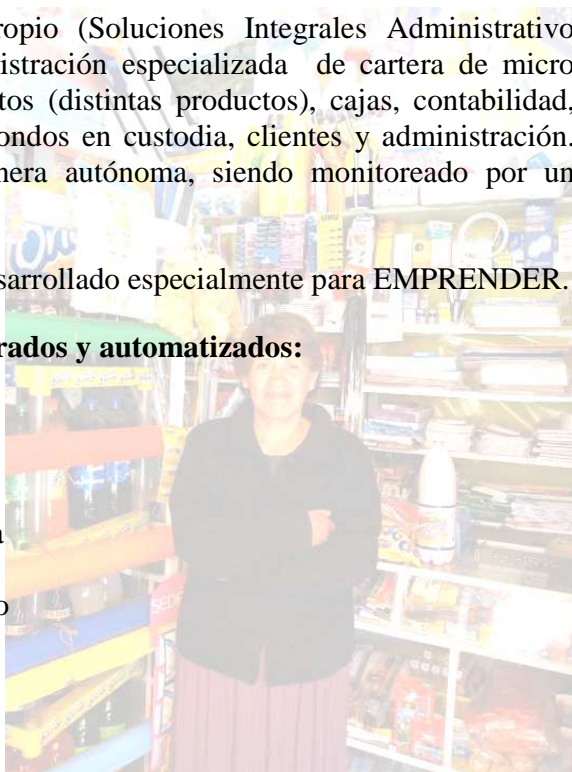 ropio (Soluciones Integrales Administrativo
istración especializada de cartera de micro
tos (distintas productos), cajas, contabilidad,
ondos en custodia, clientes y administración.
nera autónoma, siendo monitoreado por un
sarrollado especialmente para EMPRENDER.
rados y automatizados:
a
o